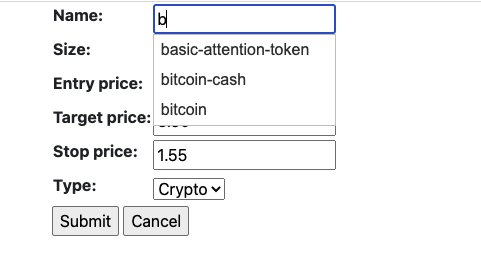 Name: b
basic-attention-token
Size:
bitcoin-cash
Entry price:
bitcoin
Target price:
Stop price: 1.55
Type: Crypto
Submit Cancel